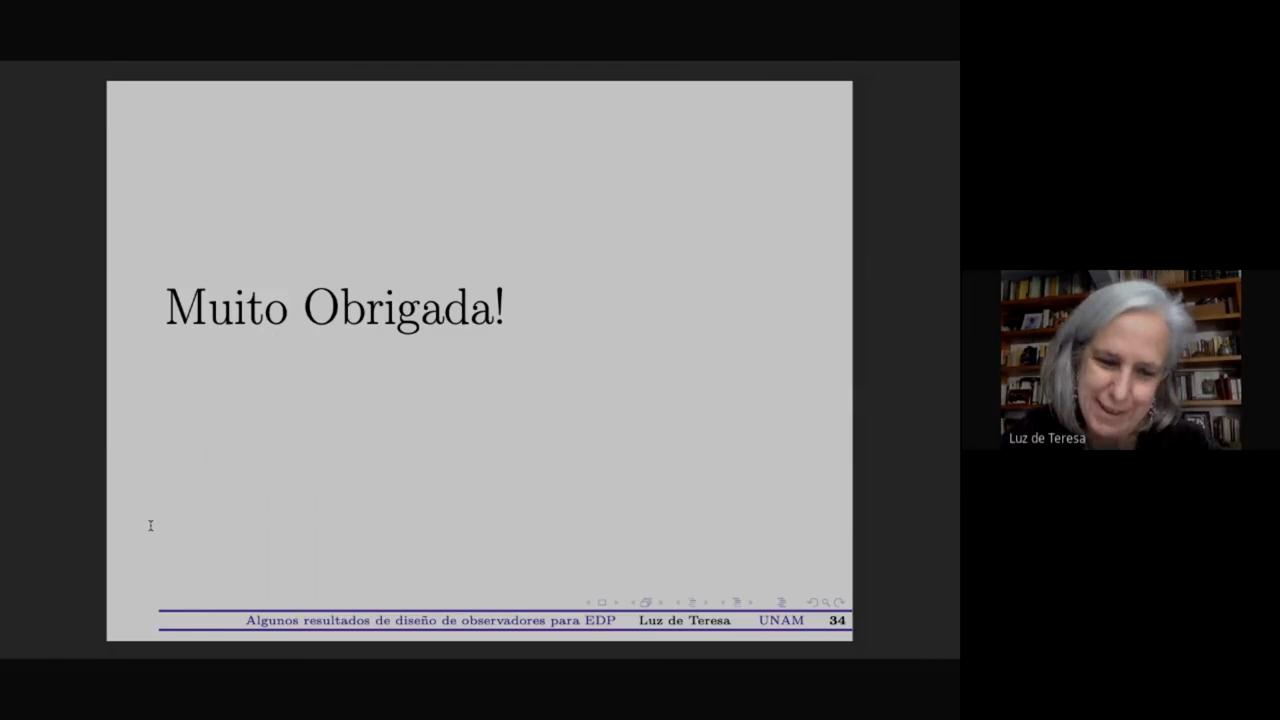 Muito Obrigada!
Luz de Teresa
Algunos resultados de diseño de observadores para EDP Luz de Teresa UNAM 34